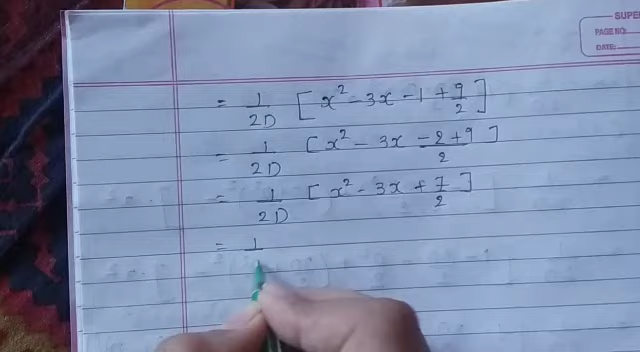 SUPE
PAGE NO:
DATE:
= 1/2D [x² - 3x - 1 + 9/2]
= 1/2D [x² - 3x (-2+9)/2]
= 1/2D [x² - 3x + 7/2]
= 1